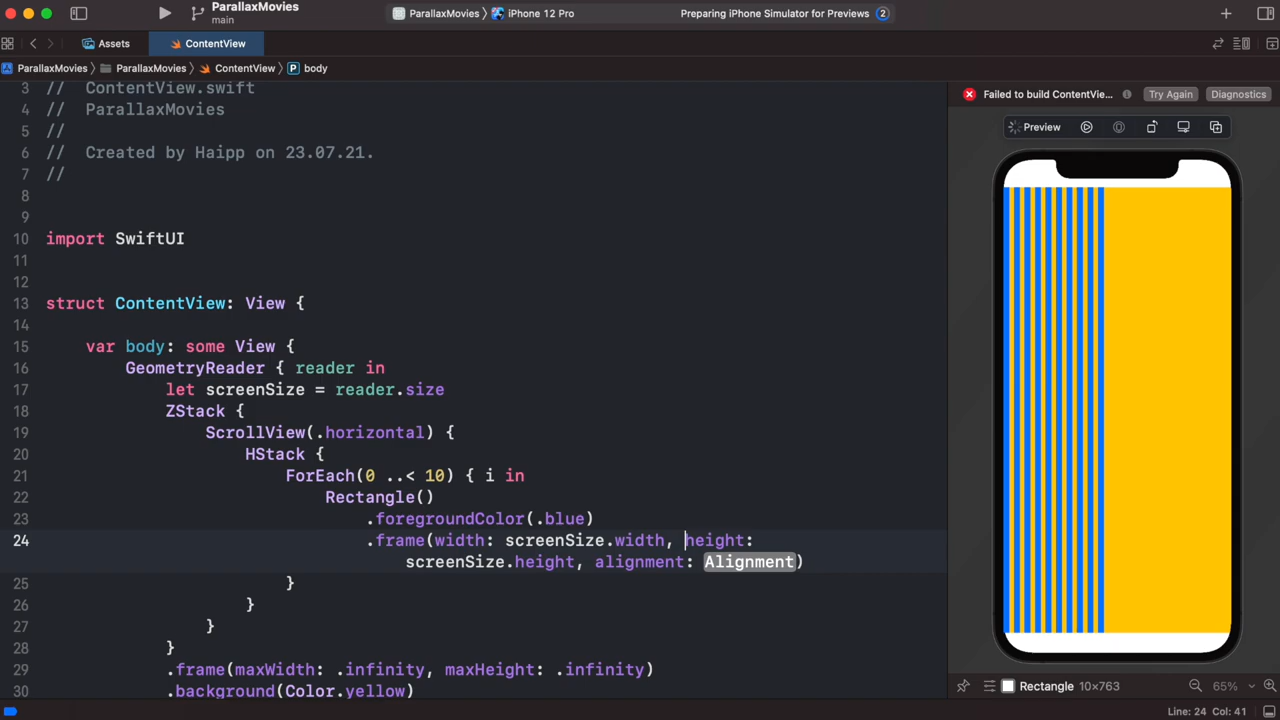 ParallaxMovies
main
ParallaxMovies 〉 iPhone 12 Pro
Preparing iPhone Simulator for Previews 2
Assets
ContentView
ParallaxMovies 〉 ParallaxMovies 〉 ContentView 〉 P body
3 //  ContentView.swift
4 //  ParallaxMovies
5 //
6 //  Created by Haipp on 23.07.21.
7 //
8
9
10 import SwiftUI
11
12
13 struct ContentView: View {
14
15     var body: some View {
16         GeometryReader { reader in
17             let screenSize = reader.size
18             ZStack {
19                 ScrollView(.horizontal) {
20                     HStack {
21                         ForEach(0 ..< 10) { i in
22                             Rectangle()
23                                 .foregroundColor(.blue)
24                                 .frame(width: screenSize.width, height:
screenSize.height, alignment: Alignment)
25                         }
26                     }
27                 }
28             }
29             .frame(maxWidth: .infinity, maxHeight: .infinity)
30             .background(Color.yellow)
Failed to build ContentVie... Try Again Diagnostics
Preview
Rectangle 10×763 65%
Line: 24 Col: 41